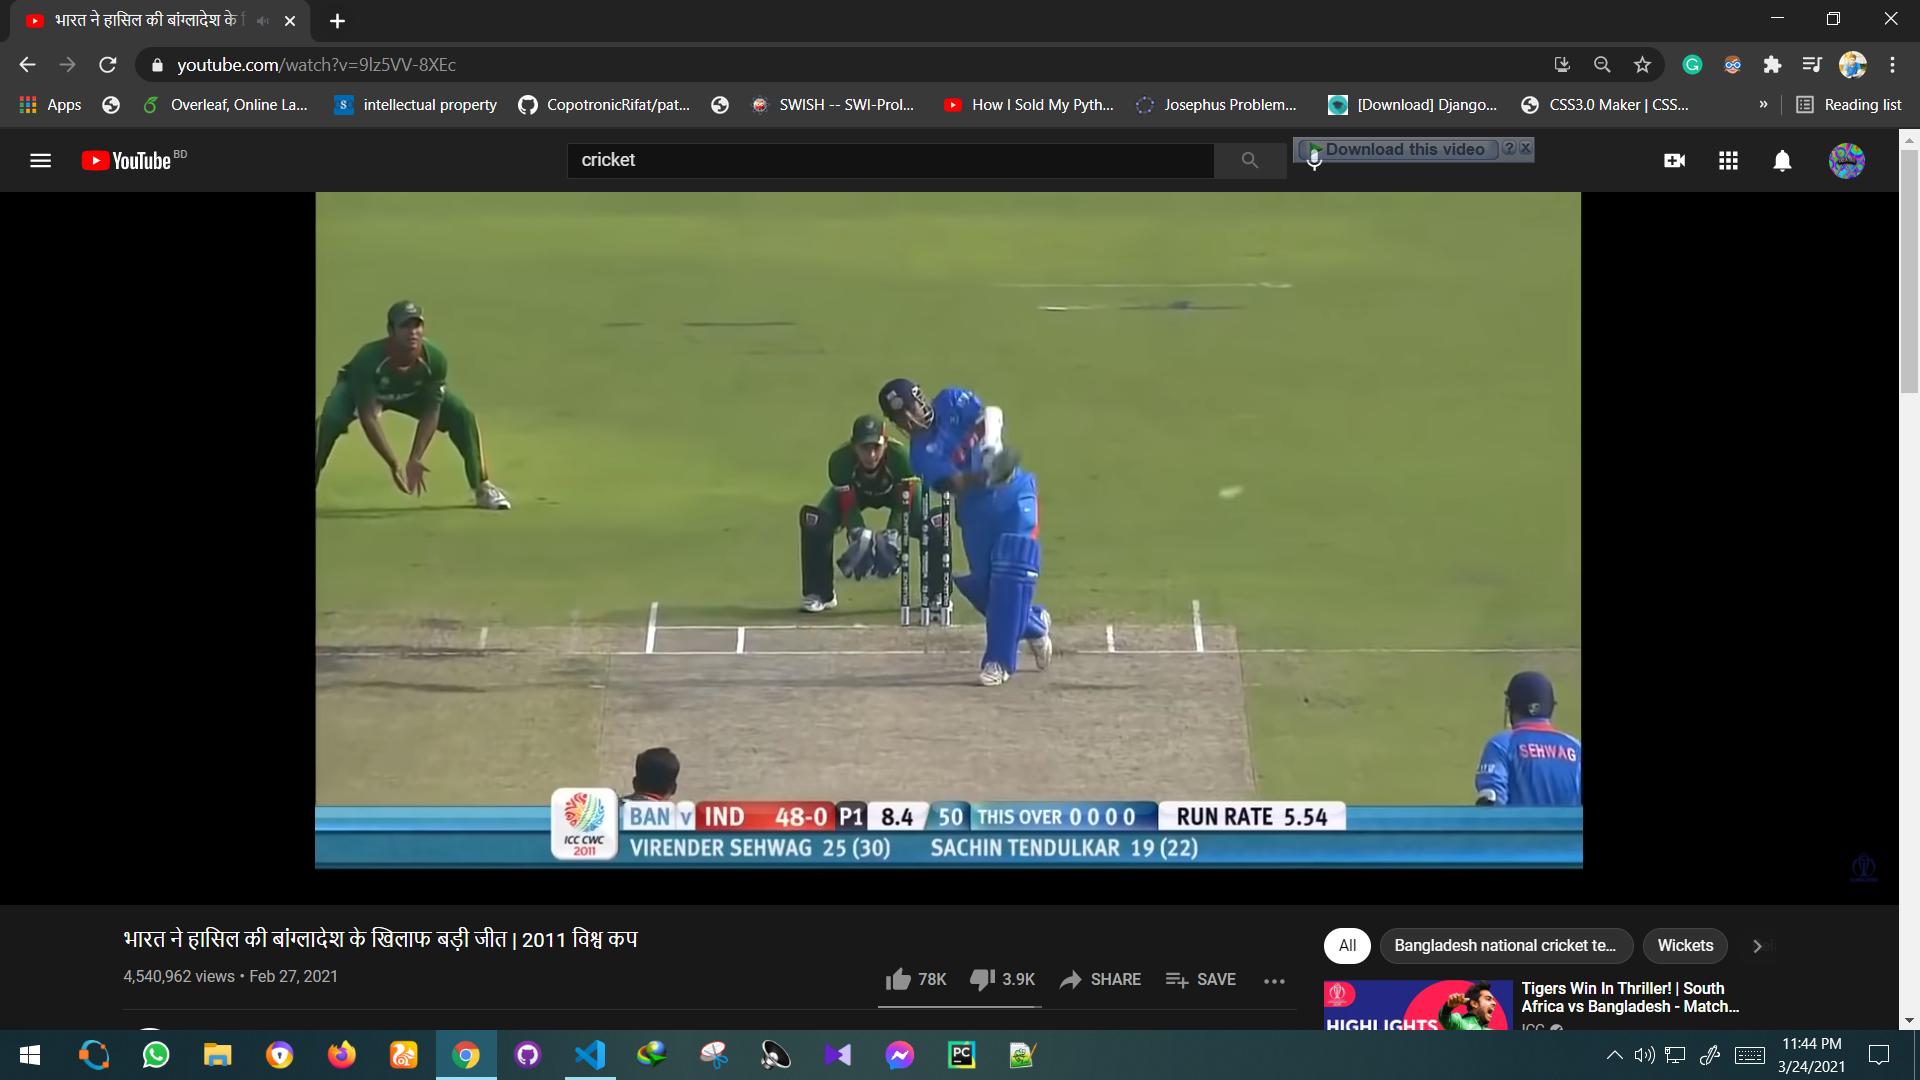 भारत ने हासिल की बांग्लादेश के
youtube.com/watch?v=9lz5VV-8XEc
Apps
Overleaf, Online La...
intellectual property
CopotronicRifat/pat...
SWISH -- SWI-Prol...
How I Sold My Pyth...
Josephus Problem...
[Download] Django...
CSS3.0 Maker | CSS...
»
Reading list
YouTube BD
cricket
Download this video
SEHWAG
ICC CWC
2011
BAN v IND 48-0 P1 8.4 50 THIS OVER 0 0 0 0 RUN RATE 5.54
VIRENDER SEHWAG 25 (30) SACHIN TENDULKAR 19 (22)
भारत ने हासिल की बांग्लादेश के खिलाफ बड़ी जीत | 2011 विश्व कप
4,540,962 views • Feb 27, 2021
78K
3.9K
SHARE
SAVE
All
Bangladesh national cricket te...
Wickets
HIGHLIGHTS
Tigers Win In Thriller! | South
Africa vs Bangladesh - Match...
ICC
PC
11:44 PM
3/24/2021